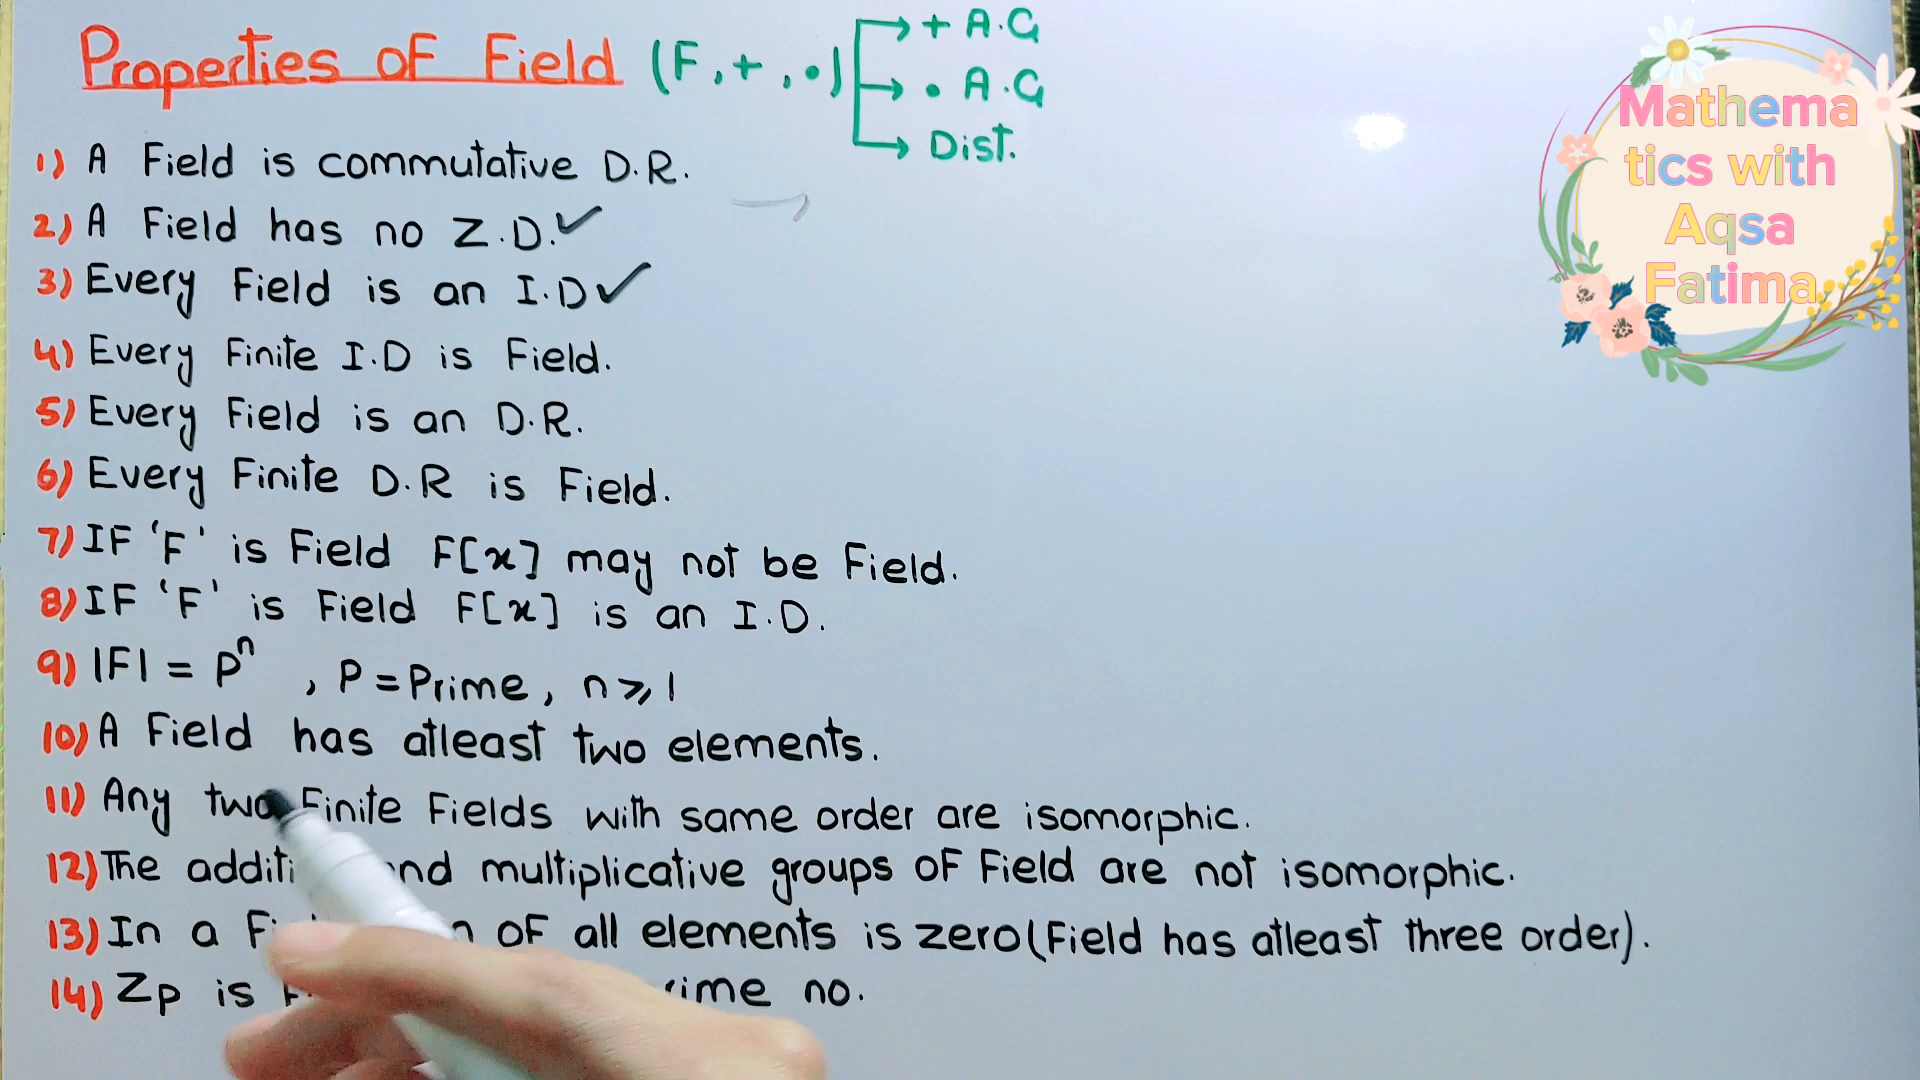 Properties of Field (F, +, •) → + A.G
→ • A.G
→ Dist.
1) A Field is commutative D.R.
2) A Field has no Z.D. ✓
3) Every Field is an I.D ✓
4) Every Finite I.D is Field.
5) Every Field is an D.R.
6) Every Finite D.R is Field.
7) IF 'F' is Field F[x] may not be Field.
8) IF 'F' is Field F[x] is an I.D.
9) |F| = P^n , P = Prime, n ⩾ 1
10) A Field has atleast two elements.
11) Any two Finite Fields with same order are isomorphic.
12) The additi nd multiplicative groups of Field are not isomorphic.
13) In a of all elements is zero (Field has atleast three order).
14) Zp is no.
Mathema
tics with
Aqsa
Fatima